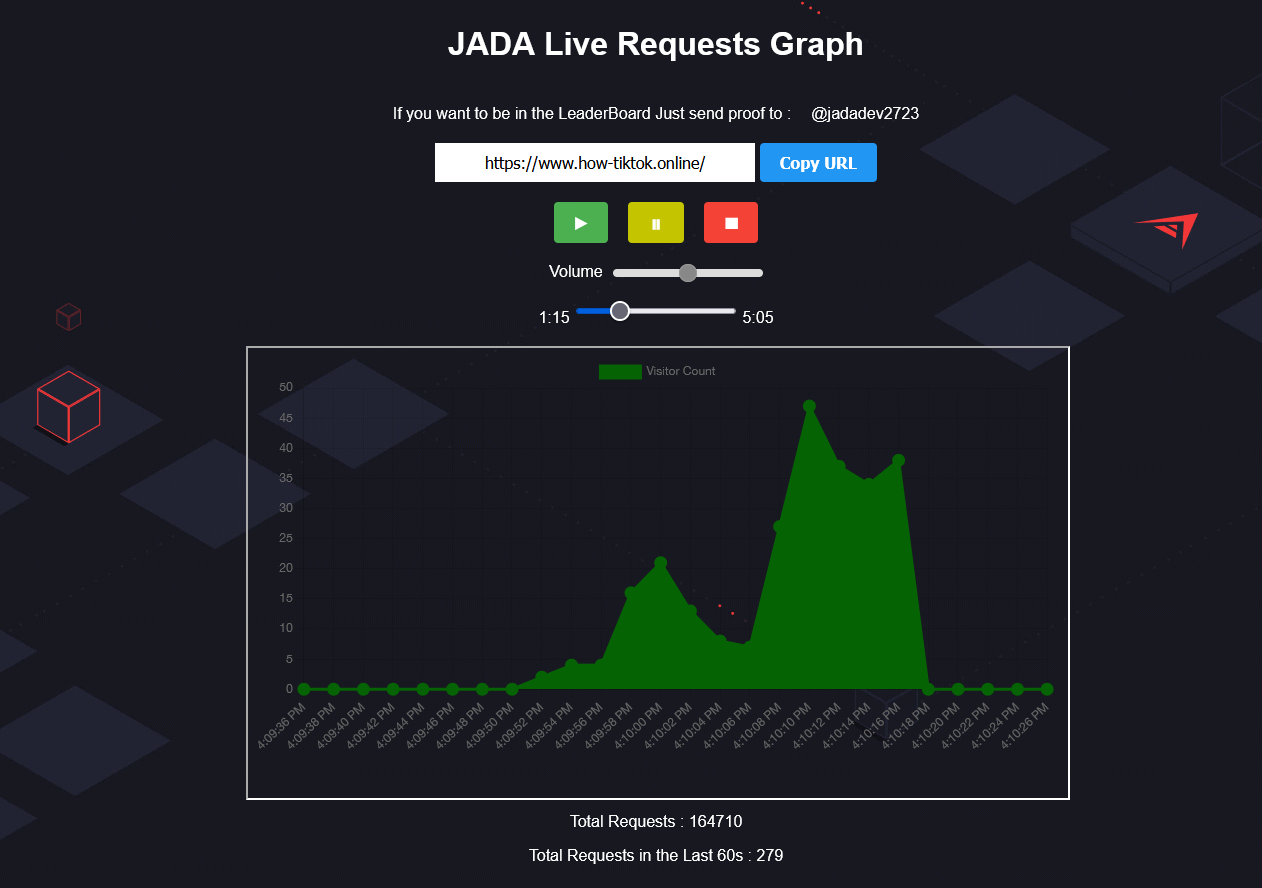 JADA Live Requests Graph
If you want to be in the LeaderBoard Just send proof to : @jadadev2723
https://www.how-tiktok.online/ Copy URL
Volume
1:15 5:05
Visitor Count
50
45
40
35
30
25
20
15
10
5
0
4:09:36 PM
4:09:38 PM
4:09:40 PM
4:09:42 PM
4:09:44 PM
4:09:46 PM
4:09:48 PM
4:09:50 PM
4:09:52 PM
4:09:54 PM
4:09:56 PM
4:09:58 PM
4:10:00 PM
4:10:02 PM
4:10:04 PM
4:10:06 PM
4:10:08 PM
4:10:10 PM
4:10:12 PM
4:10:14 PM
4:10:16 PM
4:10:18 PM
4:10:20 PM
4:10:22 PM
4:10:24 PM
4:10:26 PM
Total Requests : 164710
Total Requests in the Last 60s : 279